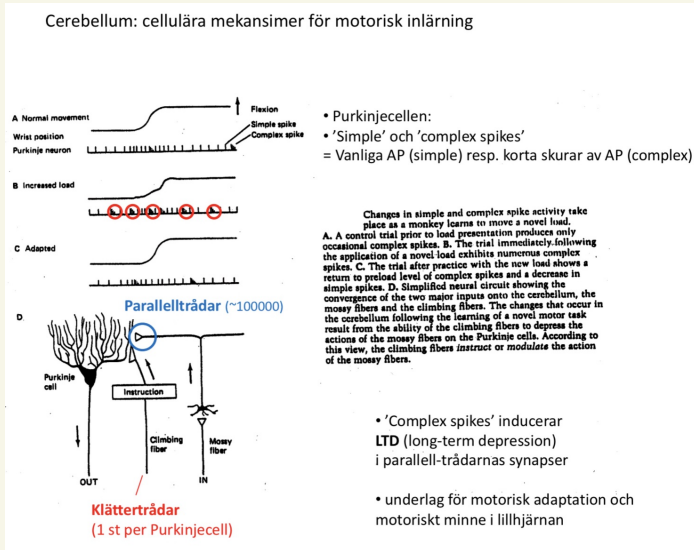 Cerebellum: cellulära mekansimer för motorisk inlärning
A Normal movement
Flexion
Simple spike
Complex spike
Wrist position
Purkinje neuron
B Increased load
C Adapted
• Purkinjecellen:
• ’Simple’ och ’complex spikes’
= Vanliga AP (simple) resp. korta skurar av AP (complex)
Changes in simple and complex spike activity take
place as a monkey learns to move a novel load.
A. A control trial prior to load presentation produces only
occasional complex spikes. B. The trial immediately following
the application of a novel load exhibits numerous complex
spikes. C. The trial after practice with the new load shows a
return to preload level of complex spikes and a decrease in
simple spikes. D. Simplified neural circuit showing the
convergence of the two major inputs onto the cerebellum, the
mossy fibers and the climbing fibers. The changes that occur in
the cerebellum following the learning of a novel motor task
result from the ability of the climbing fibers to depress the
actions of the mossy fibers on the Purkinje cells. According to
this view, the climbing fibers instruct or modulate the action
of the mossy fibers.
Parallelltrådar (~100000)
D
Purkinje
cell
Instruction
Climbing
fiber
Mossy
fiber
OUT
IN
Klättertrådar
(1 st per Purkinjecell)
• ’Complex spikes’ inducerar
LTD (long-term depression)
i parallell-trådarnas synapser
• underlag för motorisk adaptation och
motoriskt minne i lillhjärnan